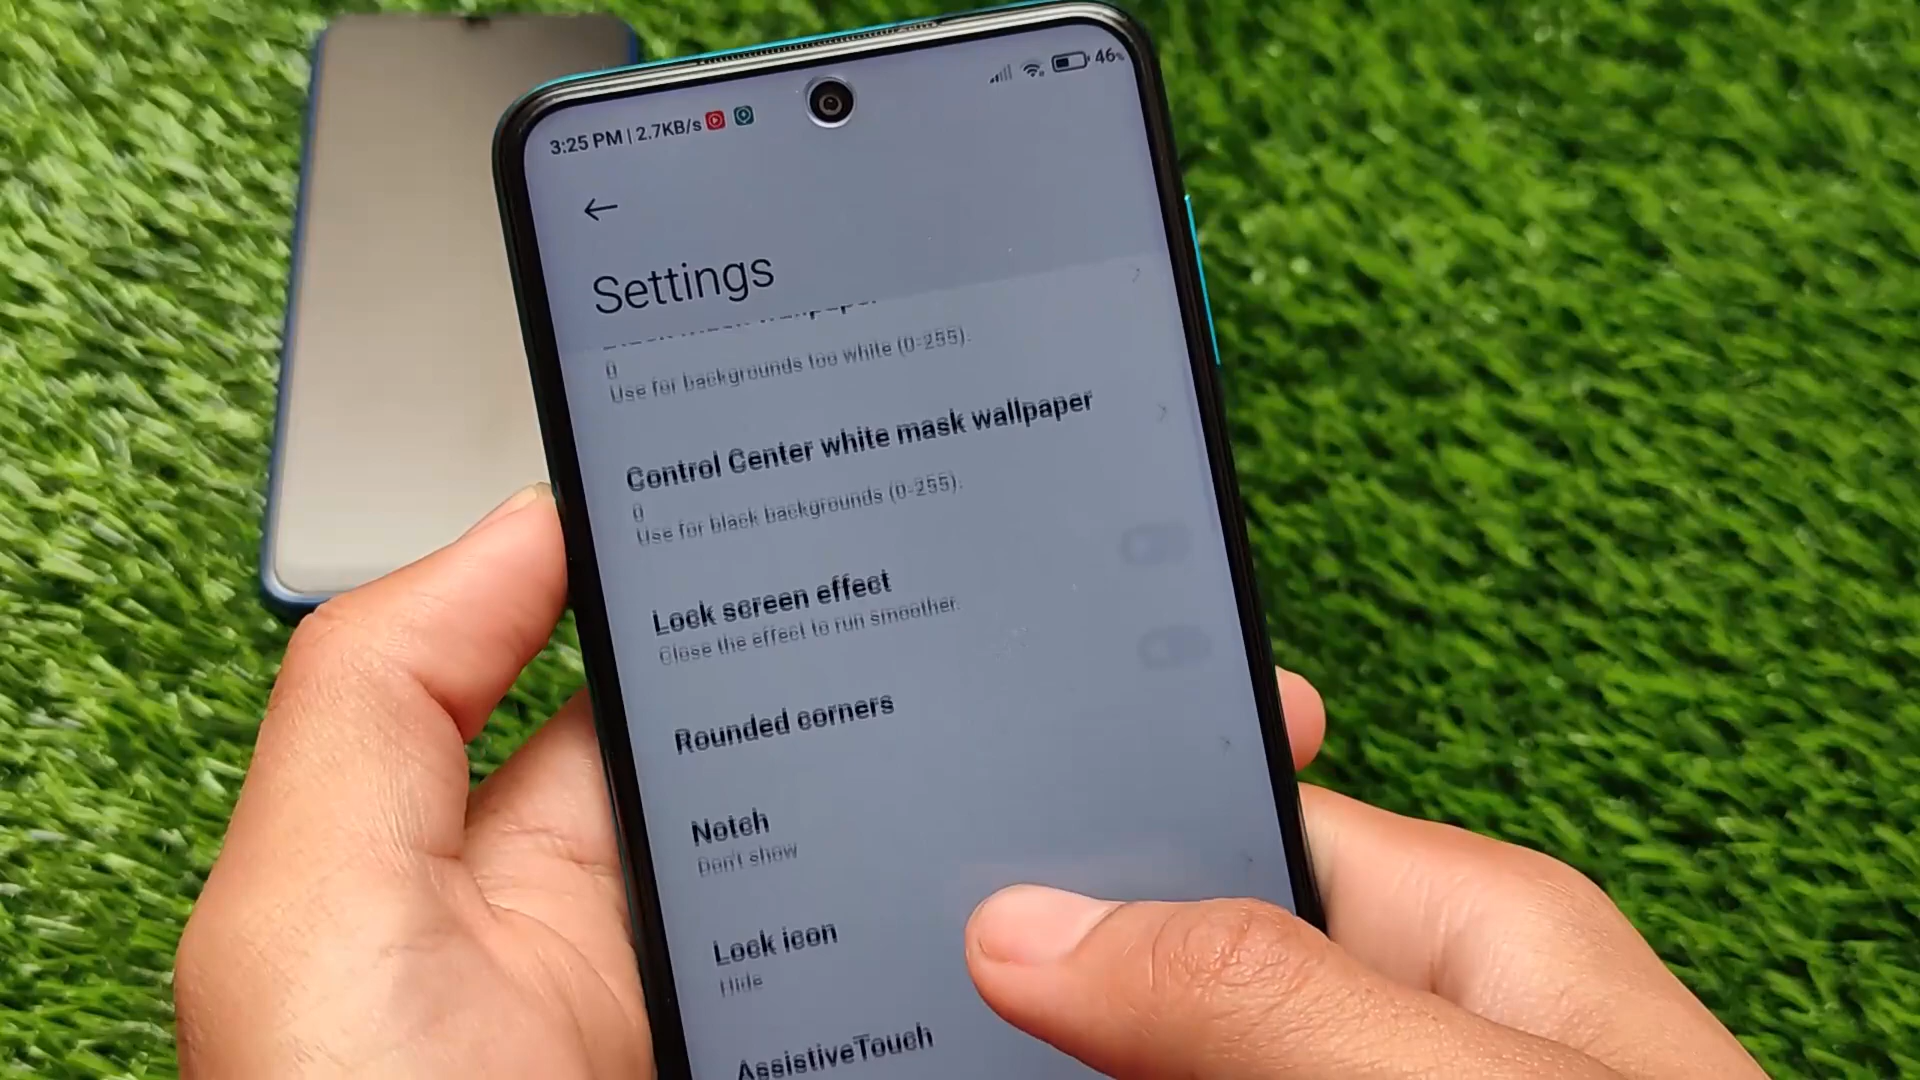 3:25 PM | 2.7KB/s
46%
Settings
0
Use for backgrounds too white (0-255).
Control Center white mask wallpaper
0
Use for black backgrounds (0-255).
Lock screen effect
Close the effect to run smoother.
Rounded corners
Notch
Don't show
Lock icon
Hide
AssistiveTouch